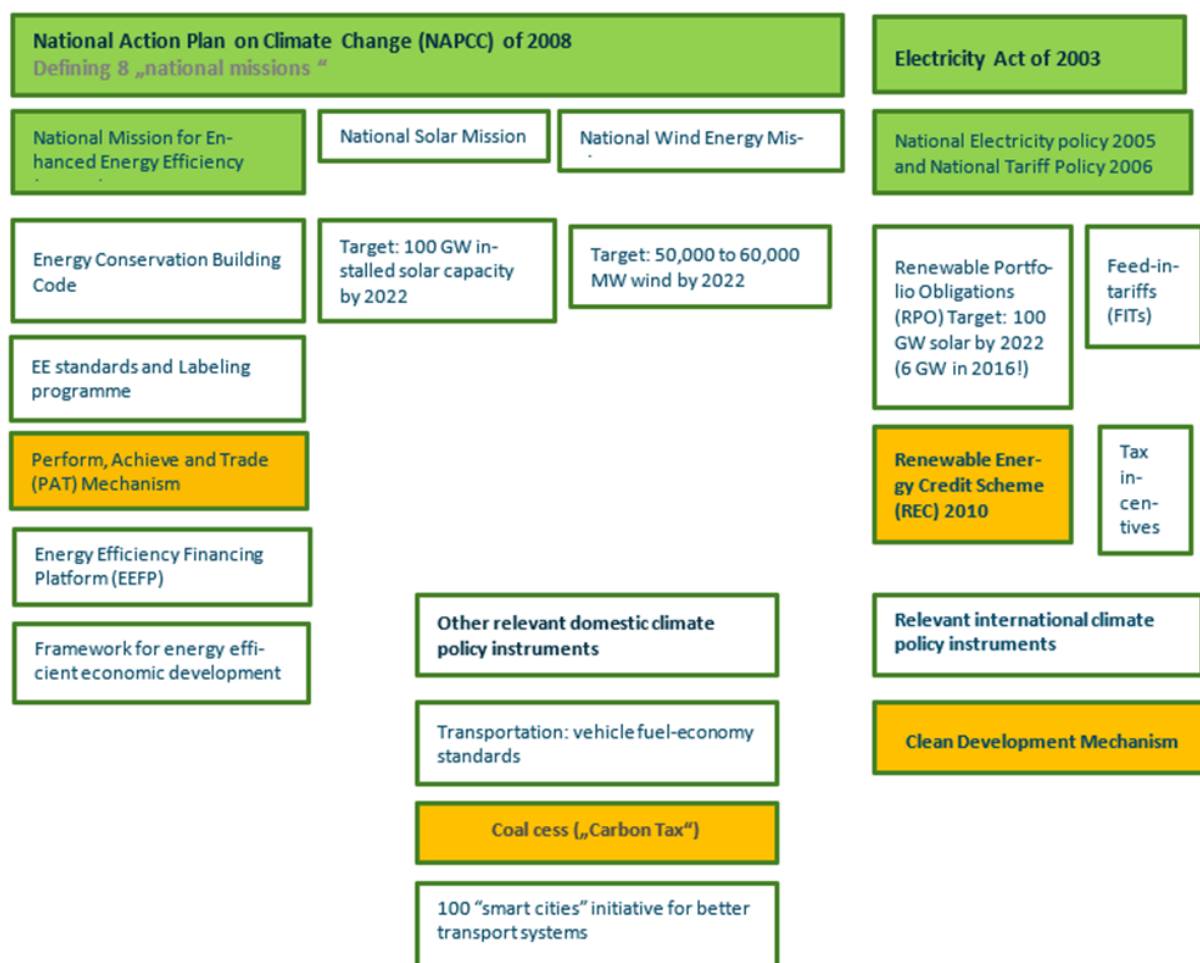 National Action Plan on Climate Change (NAPCC) of 2008
Defining 8 „national missions “
Electricity Act of 2003
National Mission for En-
hanced Energy Efficiency
National Solar Mission
National Wind Energy Mis-
National Electricity policy 2005
and National Tariff Policy 2006
Energy Conservation Building
Code
Target: 100 GW in-
stalled solar capacity
by 2022
Target: 50,000 to 60,000
MW wind by 2022
Renewable Portfo-
lio Obligations
(RPO) Target: 100
GW solar by 2022
(6 GW in 2016!)
Feed-in-
tariffs
(FITs)
EE standards and Labeling
programme
Perform, Achieve and Trade
(PAT) Mechanism
Renewable Ener-
gy Credit Scheme
(REC) 2010
Tax
in-
cen-
tives
Energy Efficiency Financing
Platform (EEFP)
Framework for energy effi-
cient economic development
Other relevant domestic climate
policy instruments
Relevant international climate
policy instruments
Transportation: vehicle fuel-economy
standards
Clean Development Mechanism
Coal cess („Carbon Tax“)
100 “smart cities” initiative for better
transport systems